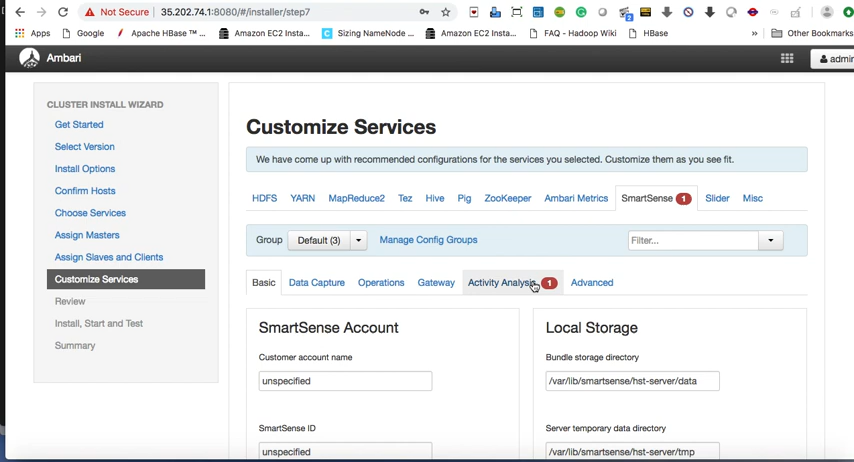 Not Secure | 35.202.74.1:8080/#/installer/step7
Apps Google Apache HBase ™ ... Amazon EC2 Insta... Sizing NameNode ... Amazon EC2 Insta... FAQ - Hadoop Wiki HBase » Other Bookmarks
Ambari admin
CLUSTER INSTALL WIZARD
Get Started
Select Version
Install Options
Confirm Hosts
Choose Services
Assign Masters
Assign Slaves and Clients
Customize Services
Review
Install, Start and Test
Summary
Customize Services
We have come up with recommended configurations for the services you selected. Customize them as you see fit.
HDFS YARN MapReduce2 Tez Hive Pig ZooKeeper Ambari Metrics SmartSense 1 Slider Misc
Group Default (3) Manage Config Groups Filter...
Basic Data Capture Operations Gateway Activity Analysis 1 Advanced
SmartSense Account
Customer account name
unspecified
SmartSense ID
unspecified
Local Storage
Bundle storage directory
/var/lib/smartsense/hst-server/data
Server temporary data directory
/var/lib/smartsense/hst-server/tmp